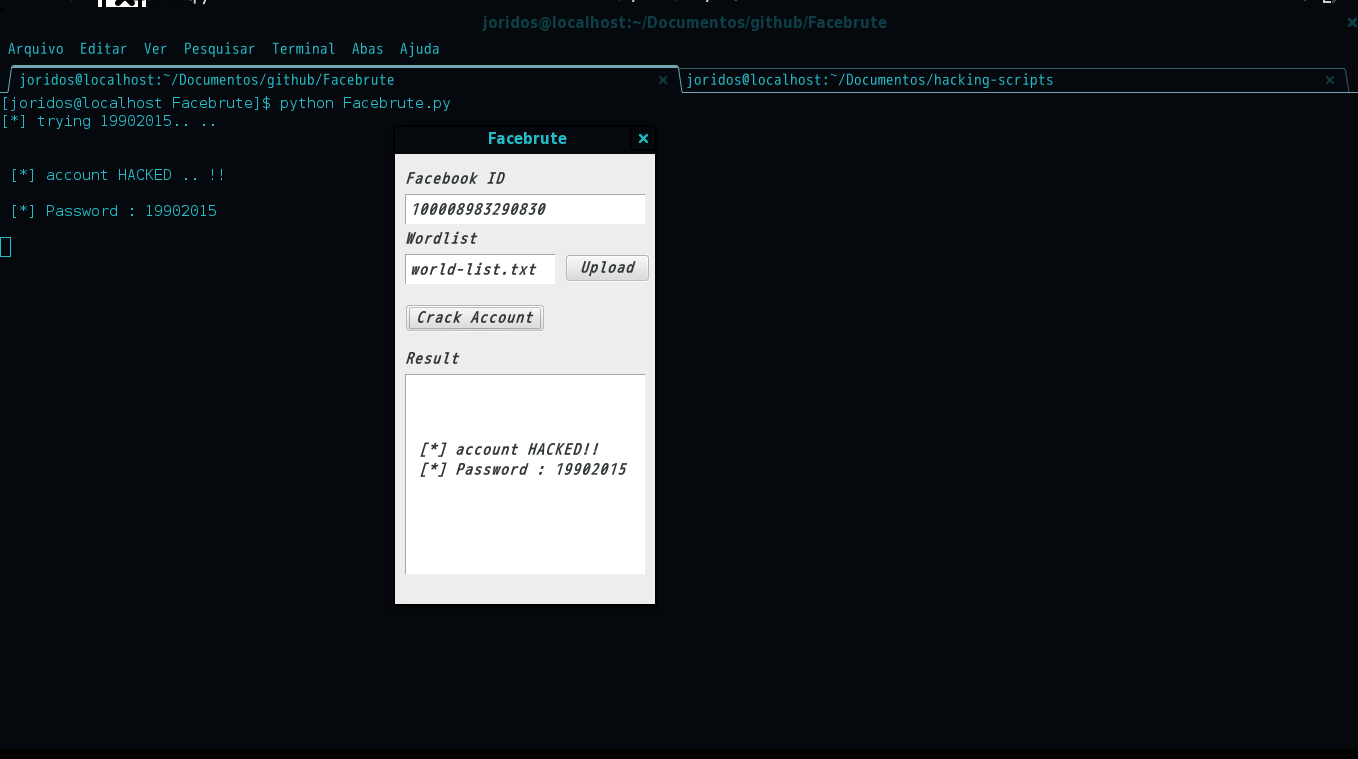 joridos@localhost:~/Documentos/github/Facebrute ×
Arquivo Editar Ver Pesquisar Terminal Abas Ajuda
joridos@localhost:~/Documentos/github/Facebrute × joridos@localhost:~/Documentos/hacking-scripts ×
[joridos@localhost Facebrute]$ python Facebrute.py
[*] trying 19902015.. ..
[*] account HACKED .. !!
[*] Password : 19902015
Facebrute ×
Facebook ID
100008983290830
Wordlist
world-list.txt Upload
Crack Account
Result
[*] account HACKED!!
[*] Password : 19902015